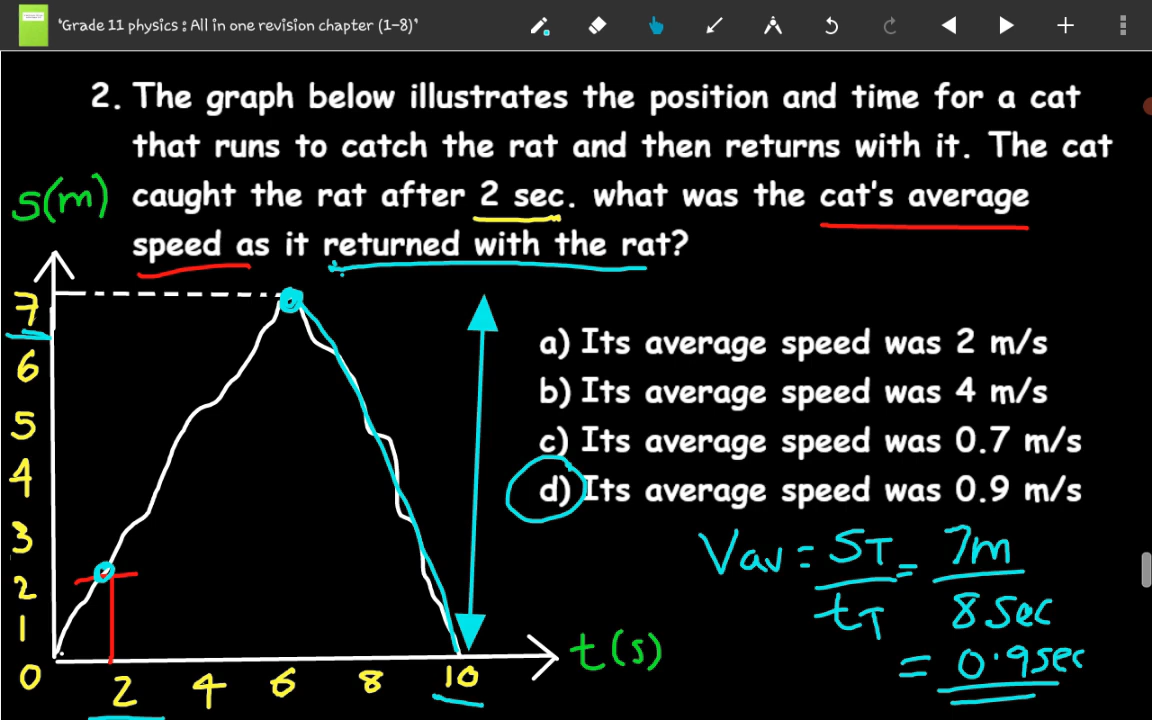 'Grade 11 physics : All in one revision chapter (1-8)'
2. The graph below illustrates the position and time for a cat
that runs to catch the rat and then returns with it. The cat
caught the rat after 2 sec. what was the cat's average
speed as it returned with the rat?
S(m)
7
6
5
4
3
2
1
0
2 4 6 8 10
t(s)
a) Its average speed was 2 m/s
b) Its average speed was 4 m/s
c) Its average speed was 0.7 m/s
d) Its average speed was 0.9 m/s
Vav = ST = 7m
tT 8 sec
= 0.9sec